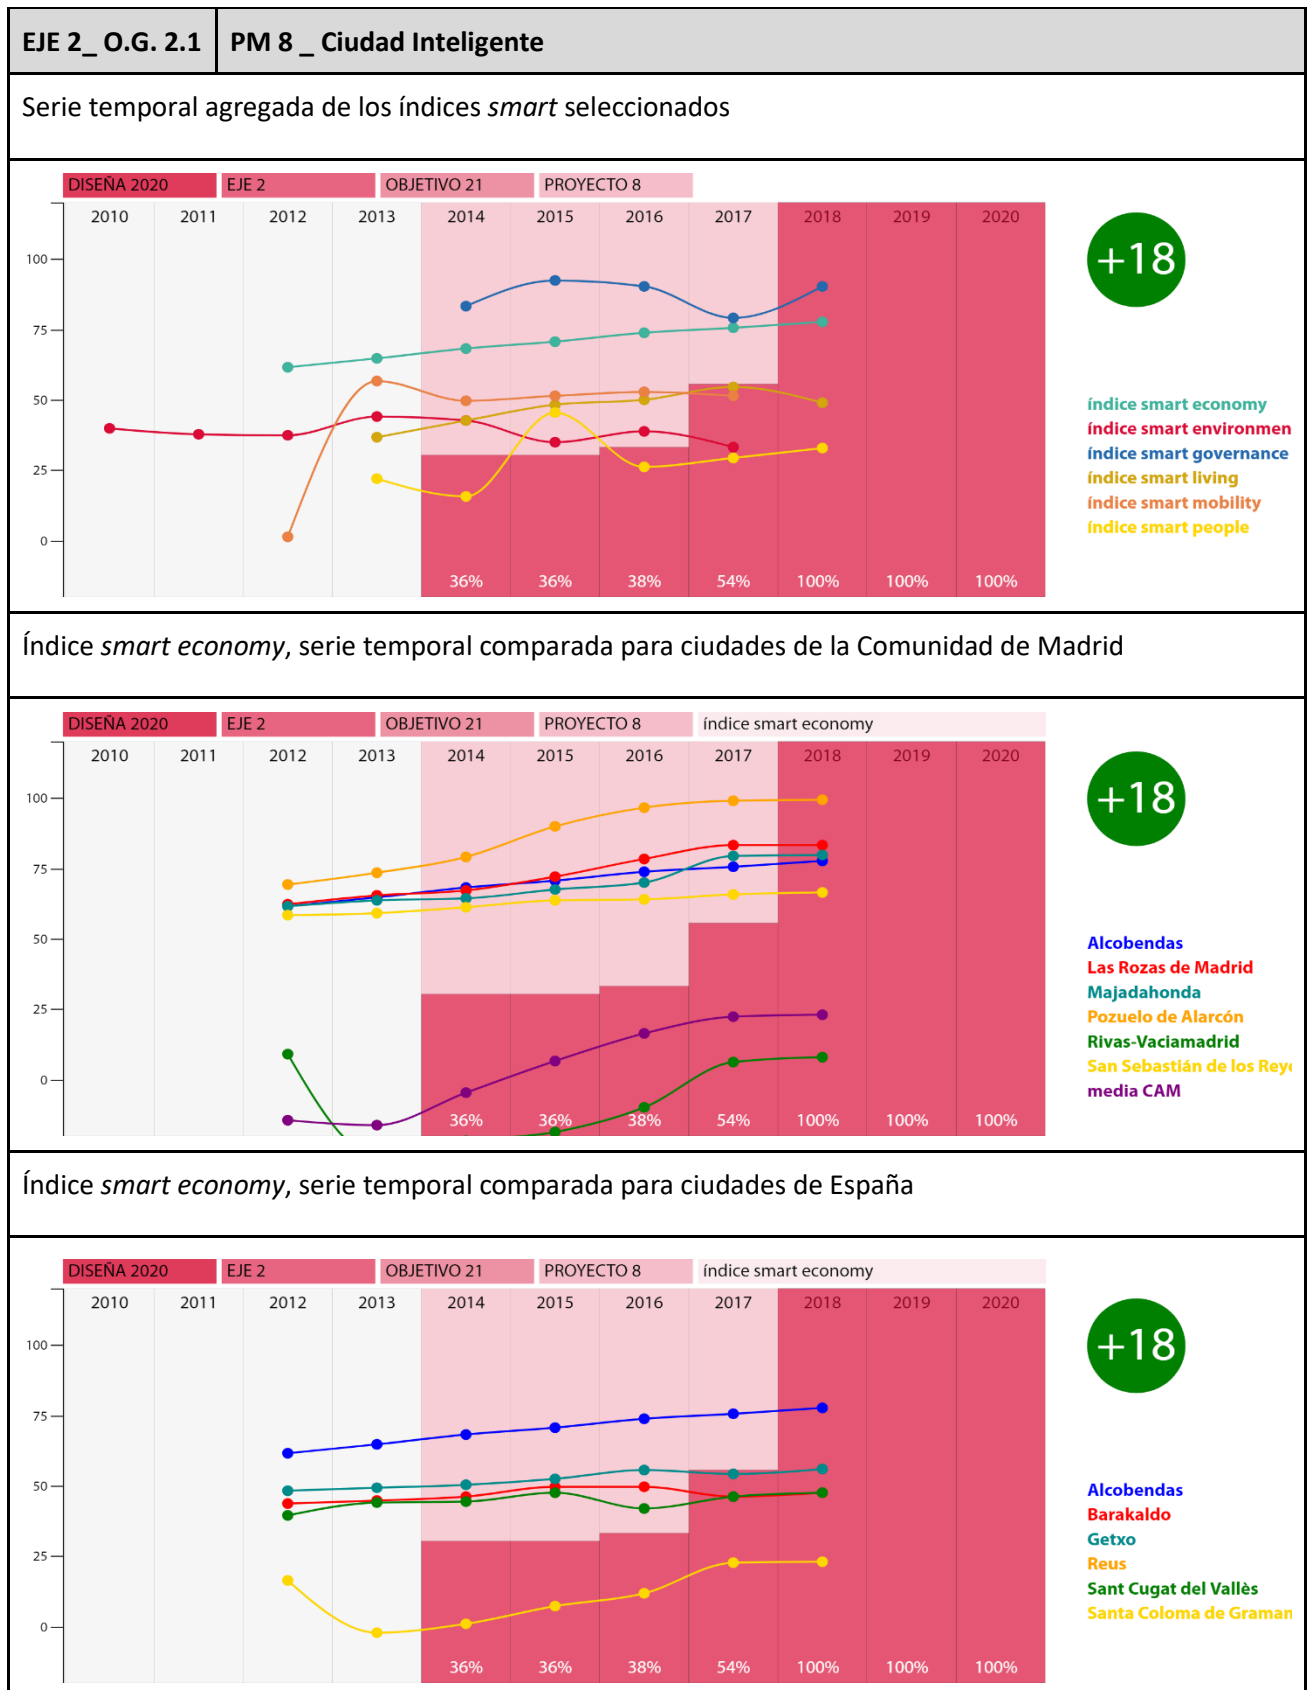 EJE 2_ O.G. 2.1 PM 8 _ Ciudad Inteligente
Serie temporal agregada de los índices smart seleccionados
DISEÑA 2020 EJE 2 OBJETIVO 21 PROYECTO 8
2010 2011 2012 2013 2014 2015 2016 2017 2018 2019 2020
+18
100
75
50
25
0
índice smart economy
índice smart environmen
índice smart governance
índice smart living
índice smart mobility
índice smart people
36% 36% 38% 54% 100% 100% 100%
Índice smart economy, serie temporal comparada para ciudades de la Comunidad de Madrid
DISEÑA 2020 EJE 2 OBJETIVO 21 PROYECTO 8 índice smart economy
2010 2011 2012 2013 2014 2015 2016 2017 2018 2019 2020
+18
100
75
50
25
0
Alcobendas
Las Rozas de Madrid
Majadahonda
Pozuelo de Alarcón
Rivas-Vaciamadrid
San Sebastián de los Reye
media CAM
36% 36% 38% 54% 100% 100% 100%
Índice smart economy, serie temporal comparada para ciudades de España
DISEÑA 2020 EJE 2 OBJETIVO 21 PROYECTO 8 índice smart economy
2010 2011 2012 2013 2014 2015 2016 2017 2018 2019 2020
+18
100
75
50
25
0
Alcobendas
Barakaldo
Getxo
Reus
Sant Cugat del Vallès
Santa Coloma de Graman
36% 36% 38% 54% 100% 100% 100%